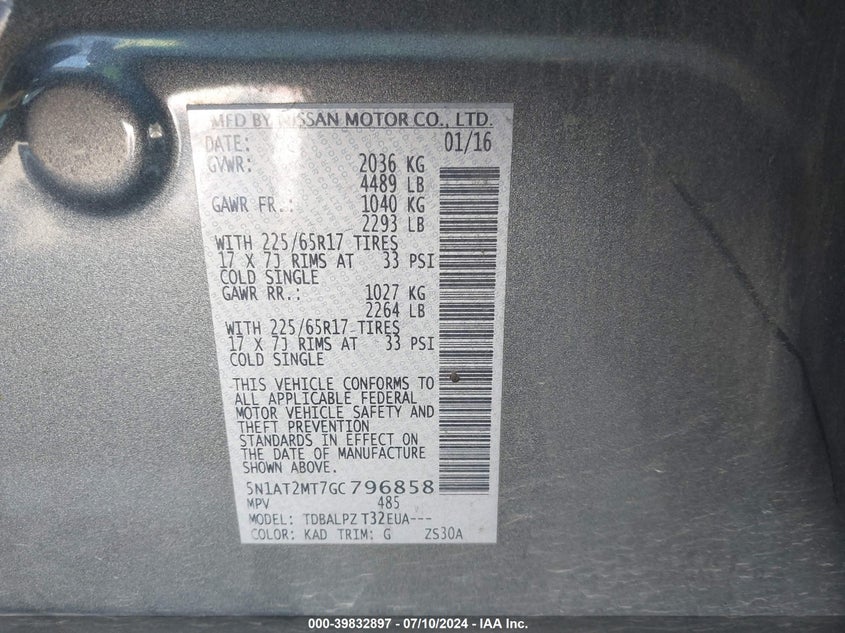 MFD BY NISSAN MOTOR CO., LTD.
DATE: 01/16
GVWR: 2036 KG
4489 LB
GAWR FR.: 1040 KG
2293 LB
WITH 225/65R17 TIRES
17 X 7J RIMS AT 33 PSI
COLD SINGLE
GAWR RR.: 1027 KG
2264 LB
WITH 225/65R17 TIRES
17 X 7J RIMS AT 33 PSI
COLD SINGLE
THIS VEHICLE CONFORMS TO
ALL APPLICABLE FEDERAL
MOTOR VEHICLE SAFETY AND
THEFT PREVENTION
STANDARDS IN EFFECT ON
THE DATE OF MANUFACTURE
SHOWN ABOVE.
5N1AT2MT7GC796858
MPV 485
MODEL: TDBALPZ T32EUA---
COLOR: KAD TRIM: G ZS30A
000-39832897 - 07/10/2024 - IAA Inc.